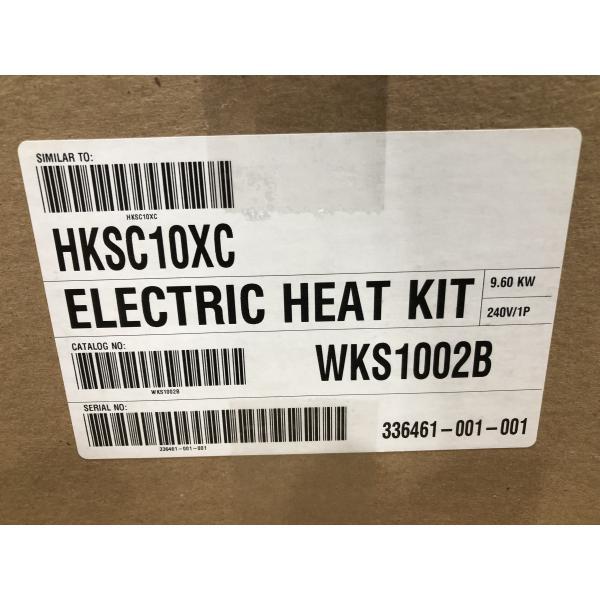 SIMILAR TO:
HKSC10XC
HKSC10XC
ELECTRIC HEAT KIT
9.60 KW
240V/1P
CATALOG NO:
WKS1002B
WKS1002B
SERIAL NO:
336461-001-001
336461-001-001